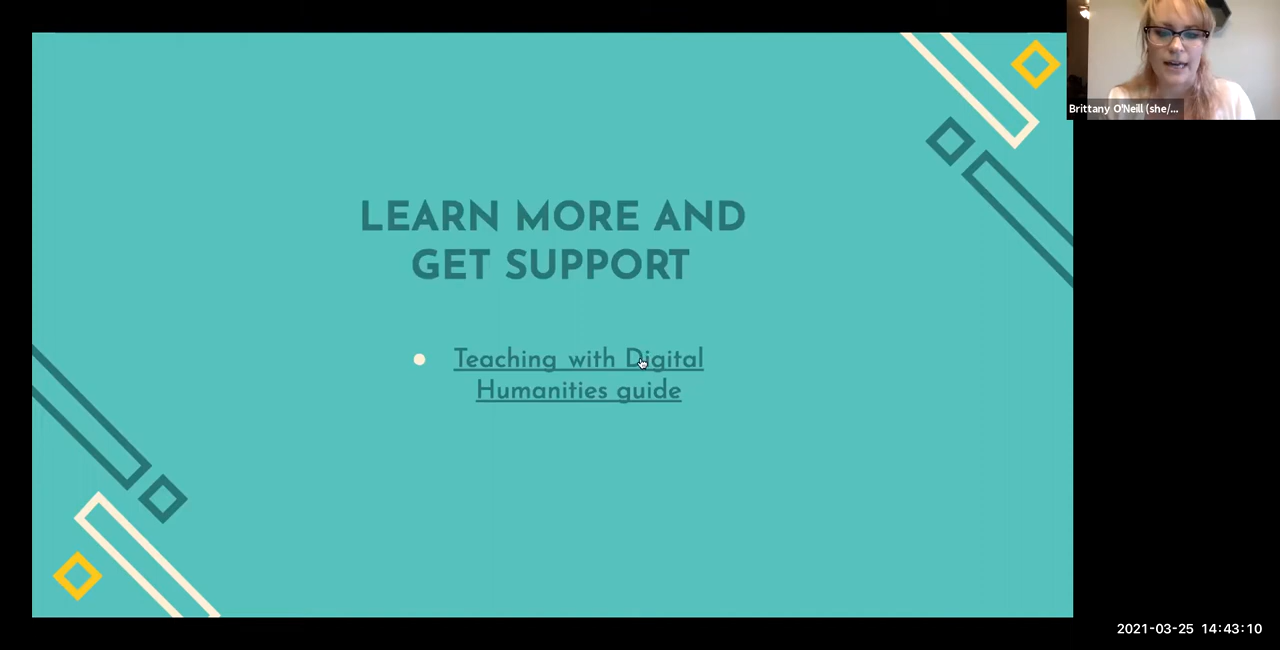 Brittany O'Neill (she/...
LEARN MORE AND
GET SUPPORT
Teaching with Digital
Humanities guide
2021-03-25 14:43:10